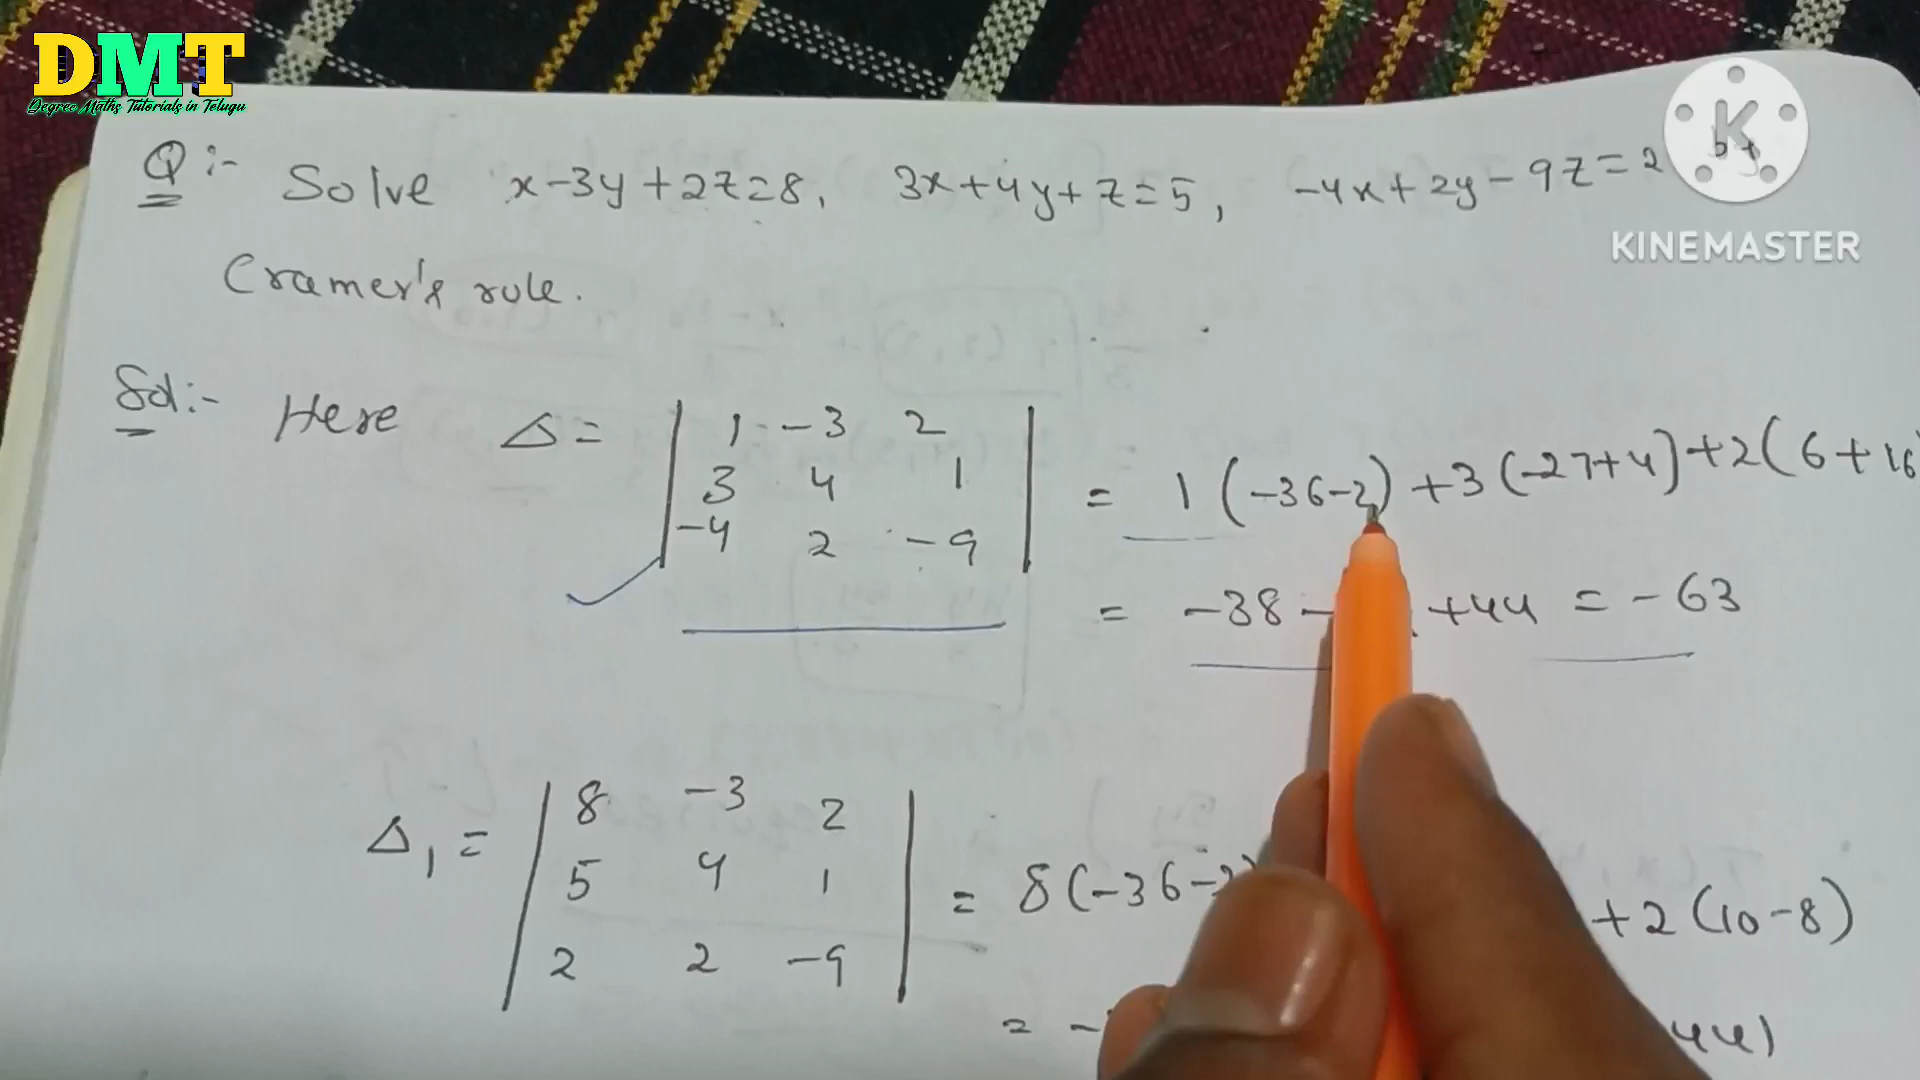 DMT
Degree Maths Tutorials in Telugu
K
KINEMASTER
Q:- Solve x-3y+2z=8, 3x+4y+z=5, -4x+2y-9z=2 by
Cramer's rule.
Sol:- Here Δ = | 1 -3 2 |
| 3 4 1 | = 1(-36-2)+3(-27+4)+2(6+16)
| -4 2 -9 |
= -38- +44 = -63
Δ1 = | 8 -3 2 |
| 5 4 1 | = 8(-36-2) +2(10-8)
| 2 2 -9 |
= - 441